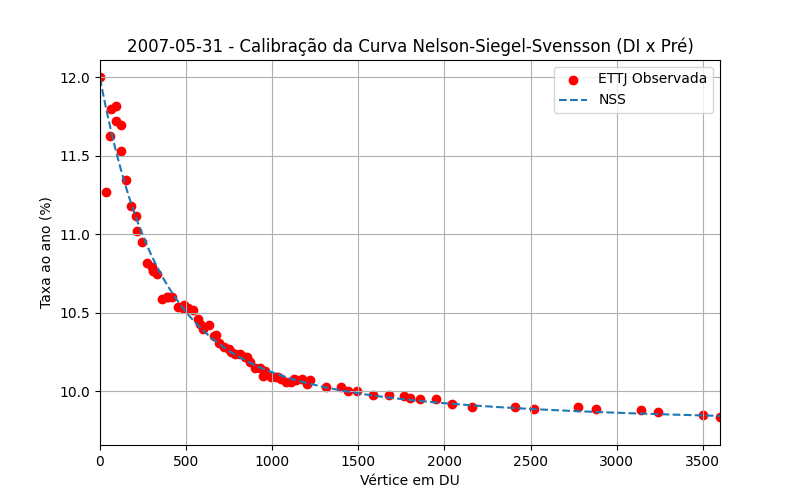 2007-05-31 - Calibração da Curva Nelson-Siegel-Svensson (DI x Pré)
ETTJ Observada
NSS
Taxa ao ano (%)
12.0
11.5
11.0
10.5
10.0
0 500 1000 1500 2000 2500 3000 3500
Vértice em DU